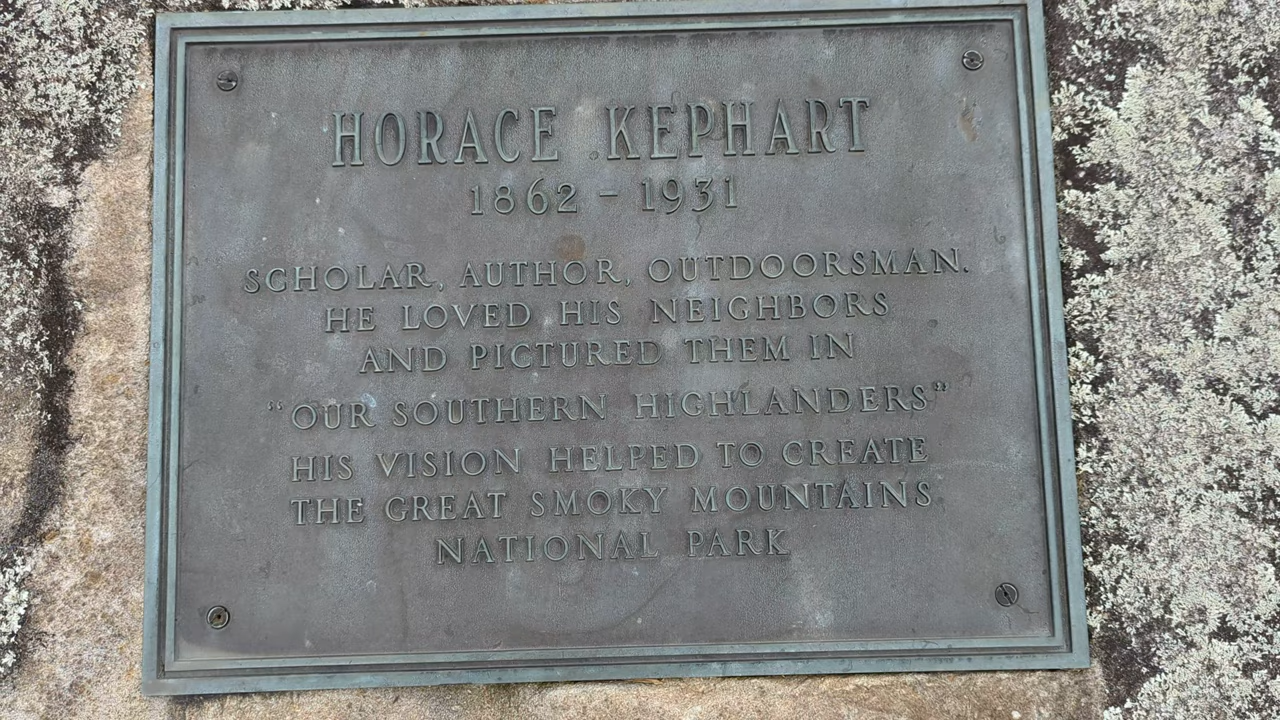 HORACE KEPHART
1862 - 1931
SCHOLAR, AUTHOR, OUTDOORSMAN.
HE LOVED HIS NEIGHBORS
AND PICTURED THEM IN
"OUR SOUTHERN HIGHLANDERS"
HIS VISION HELPED TO CREATE
THE GREAT SMOKY MOUNTAINS
NATIONAL PARK